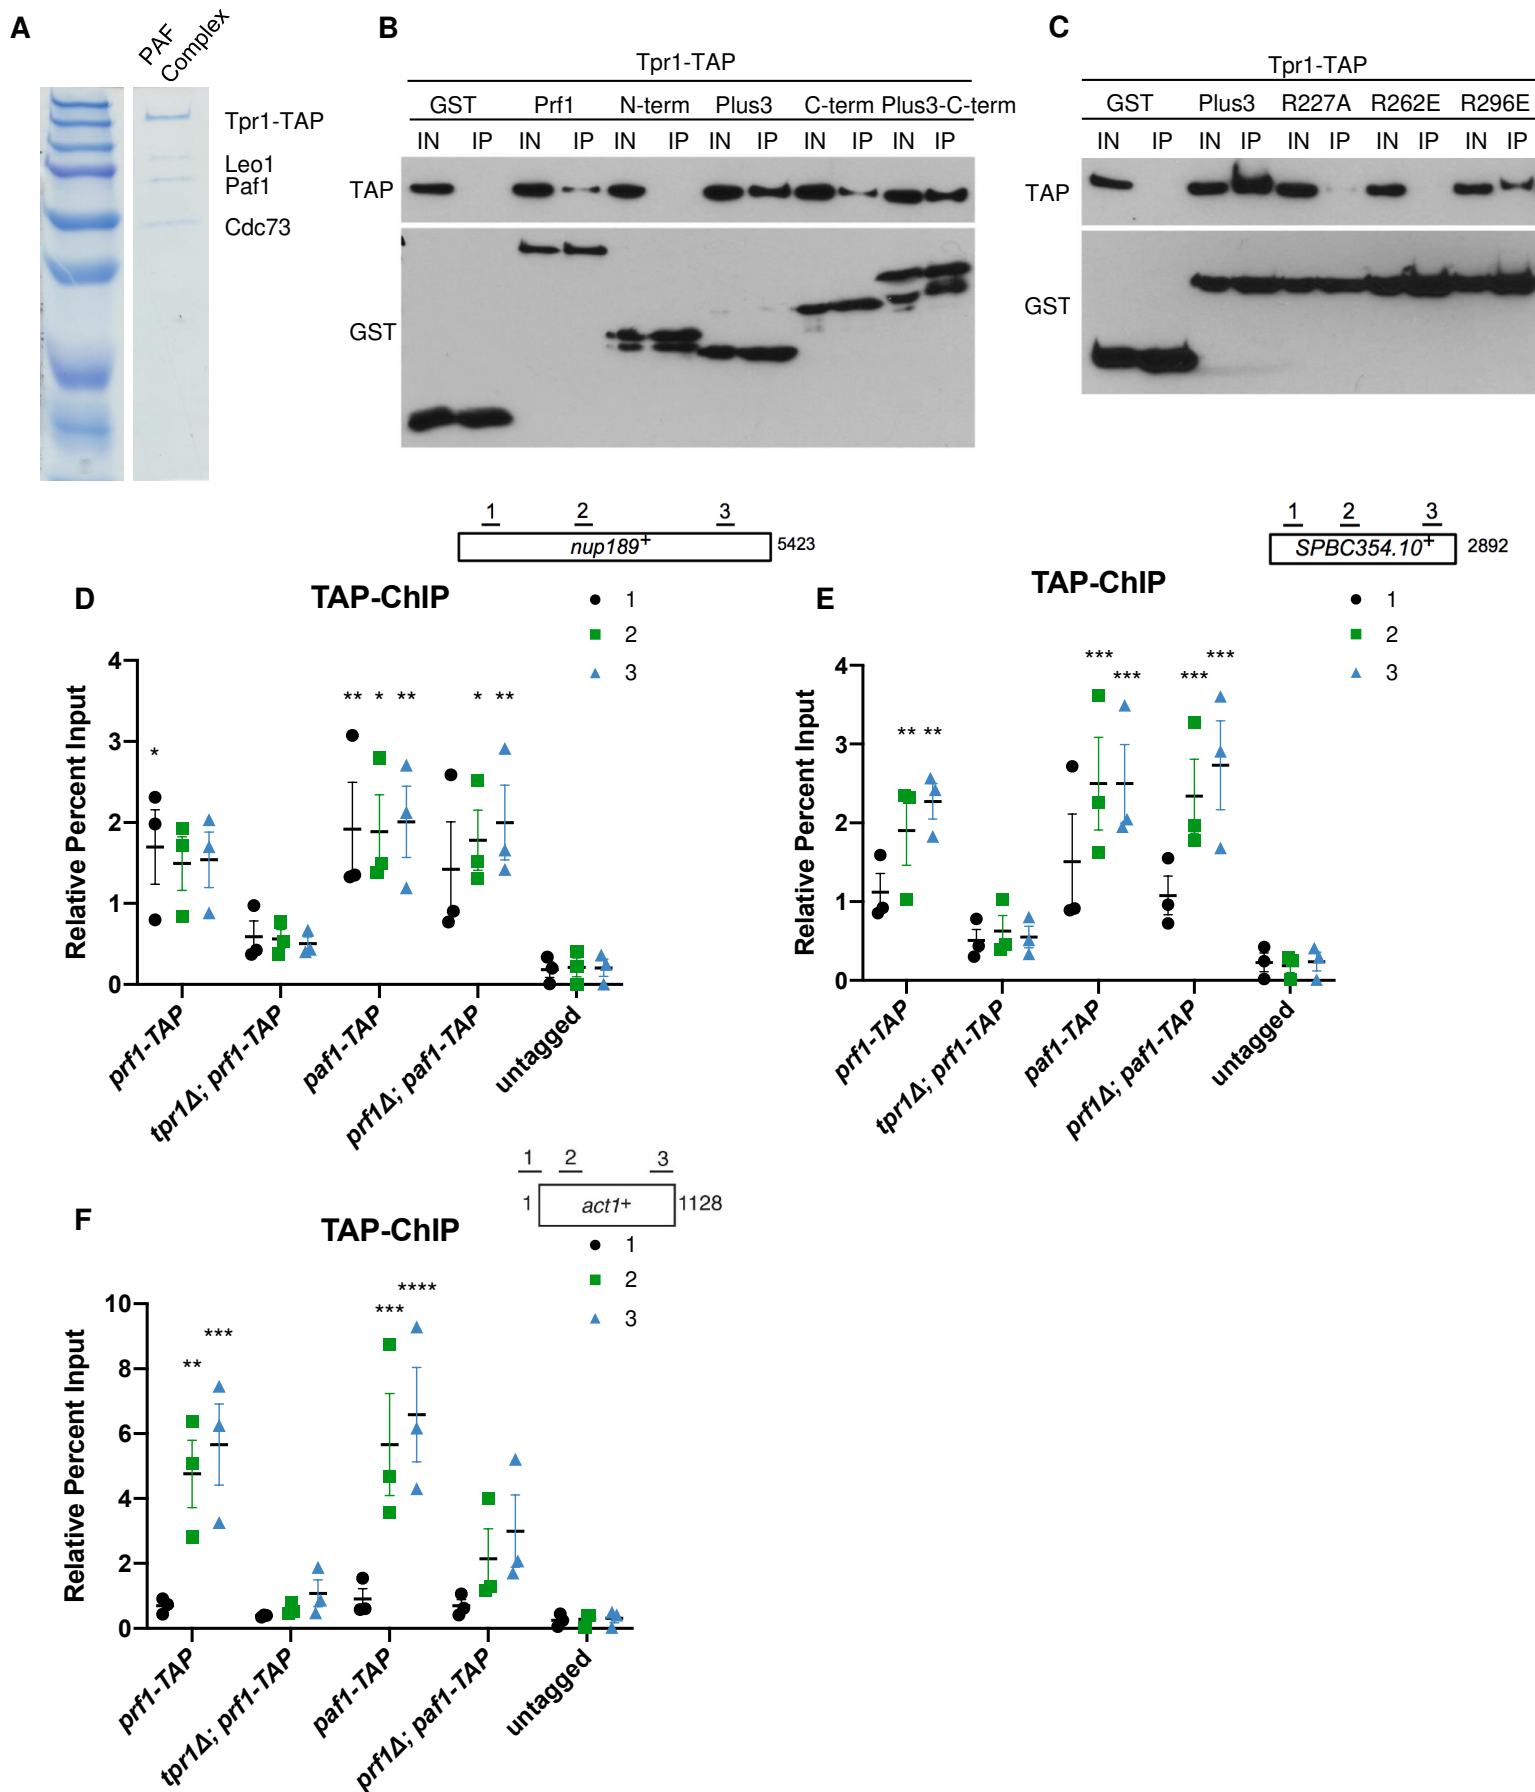 A
PAF
Complex
Tpr1-TAP
Leo1
Paf1
Cdc73
B
Tpr1-TAP
GST Prf1 N-term Plus3 C-term Plus3-C-term
IN IP IN IP IN IP IN IP IN IP IN IP
TAP
GST
C
Tpr1-TAP
GST Plus3 R227A R262E R296E
IN IP IN IP IN IP IN IP IN IP
TAP
GST
1 2 3
nup189+ 5423
D
TAP-ChIP
1
2
3
Relative Percent Input
4
3
2
1
0
* ** * ** * **
prf1-TAP
tpr1Δ; prf1-TAP
paf1-TAP
prf1Δ; paf1-TAP
untagged
1 2 3
SPBC354.10+ 2892
E
TAP-ChIP
1
2
3
Relative Percent Input
4
3
2
1
0
** ** *** *** *** ***
prf1-TAP
tpr1Δ; prf1-TAP
paf1-TAP
prf1Δ; paf1-TAP
untagged
1 2 3
1 act1+ 1128
F
TAP-ChIP
1
2
3
Relative Percent Input
10
8
6
4
2
0
** *** *** ****
prf1-TAP
tpr1Δ; prf1-TAP
paf1-TAP
prf1Δ; paf1-TAP
untagged